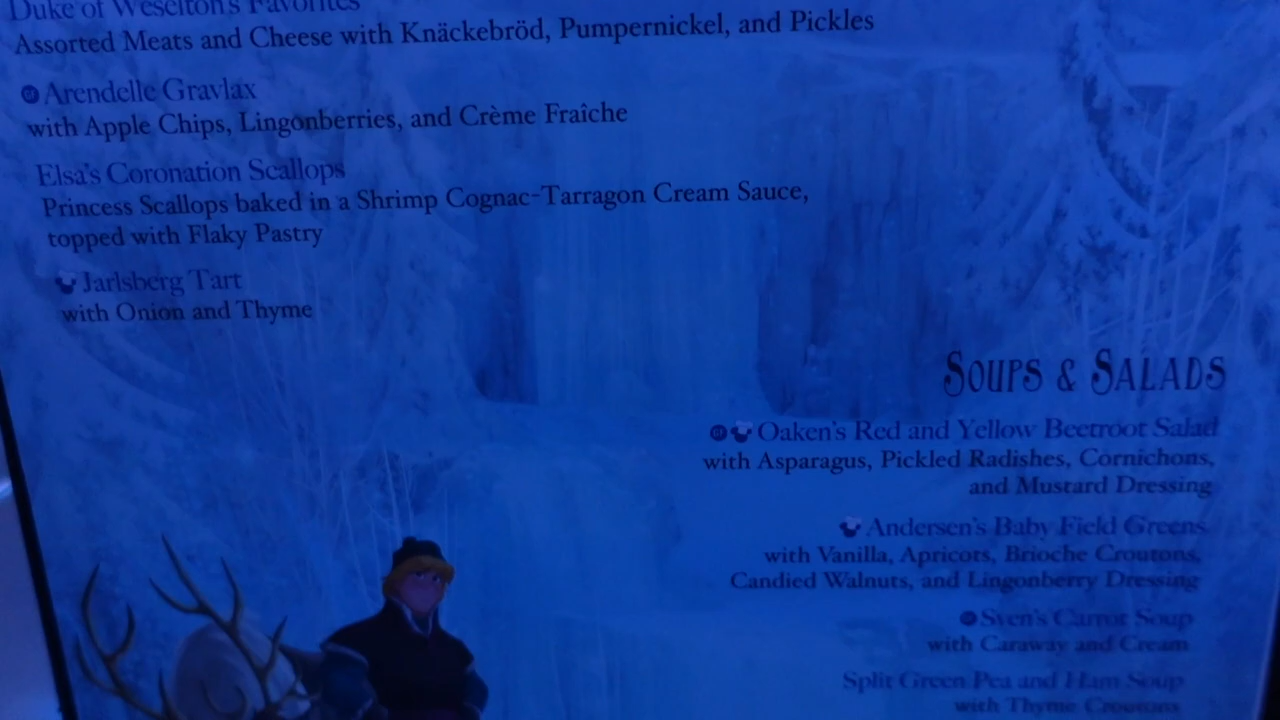 Duke of Weselton's Favorites
Assorted Meats and Cheese with Knäckebröd, Pumpernickel, and Pickles
GF Arendelle Gravlax
with Apple Chips, Lingonberries, and Crème Fraîche
Elsa's Coronation Scallops
Princess Scallops baked in a Shrimp Cognac-Tarragon Cream Sauce,
topped with Flaky Pastry
Jarlsberg Tart
with Onion and Thyme
SOUPS & SALADS
GF Oaken's Red and Yellow Beetroot Salad
with Asparagus, Pickled Radishes, Cornichons,
and Mustard Dressing
Andersen's Baby Field Greens
with Vanilla, Apricots, Brioche Croutons,
Candied Walnuts, and Lingonberry Dressing
Sven's Carrot Soup
with Caraway and Cream
Split Green Pea and Ham Soup
with Thyme Croutons